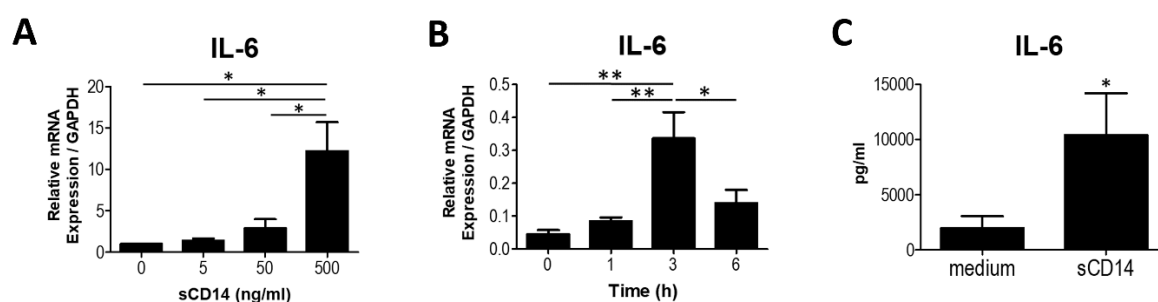 A
IL-6
Relative mRNA
Expression / GAPDH
20
15
10
5
0
*
*
*
0 5 50 500
sCD14 (ng/ml)
B
IL-6
Relative mRNA
Expression / GAPDH
0.5
0.4
0.3
0.2
0.1
0.0
**
** *
0 1 3 6
Time (h)
C
IL-6
pg/ml
15000
10000
5000
0
*
medium sCD14